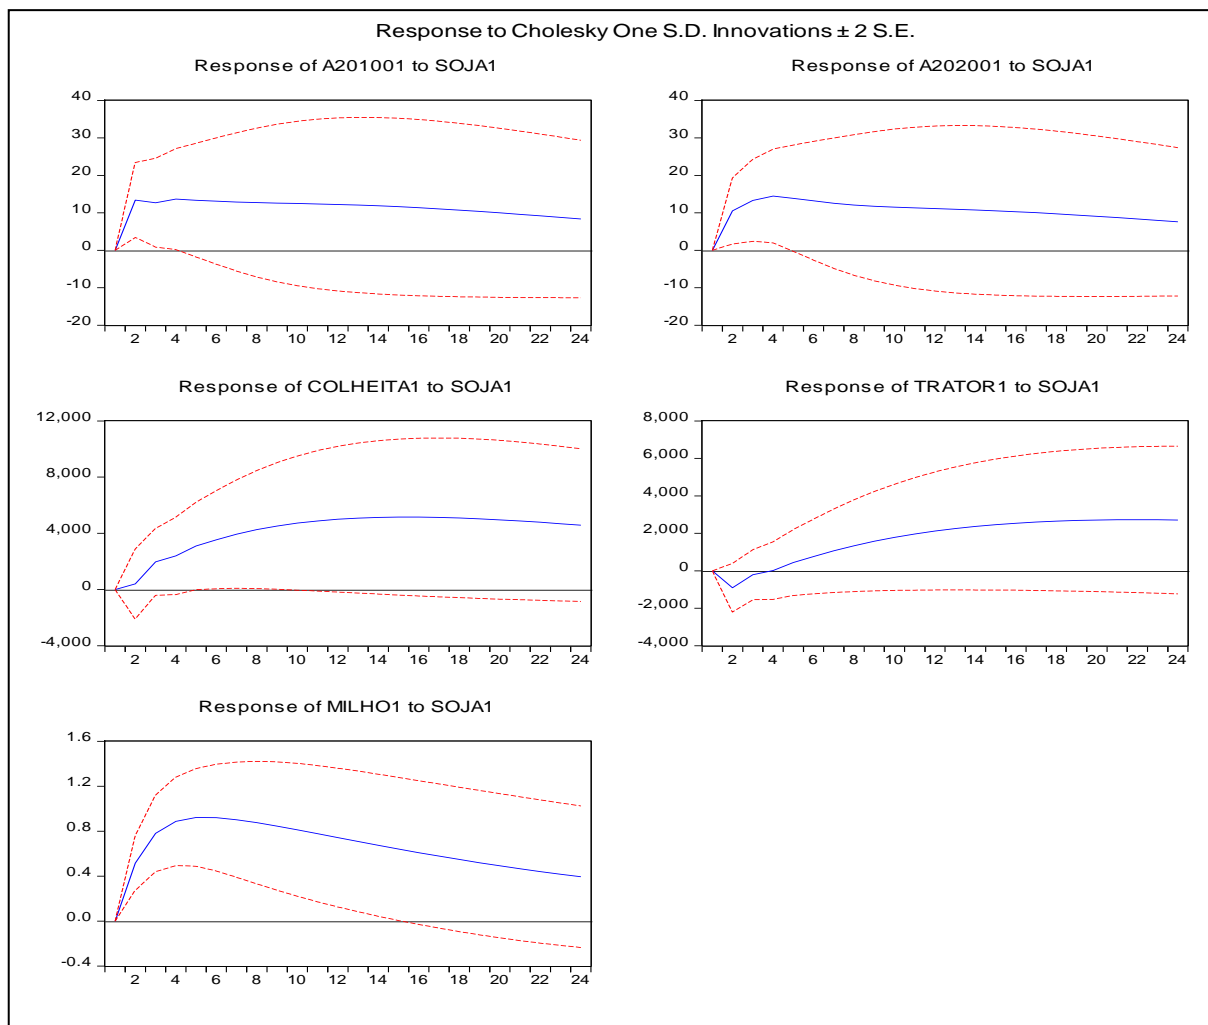 Response to Cholesky One S.D. Innovations ± 2 S.E.
Response of A201001 to SOJA1
40
30
20
10
0
-10
-20
2 4 6 8 10 12 14 16 18 20 22 24
Response of A202001 to SOJA1
40
30
20
10
0
-10
-20
2 4 6 8 10 12 14 16 18 20 22 24
Response of COLHEITA1 to SOJA1
12,000
8,000
4,000
0
-4,000
2 4 6 8 10 12 14 16 18 20 22 24
Response of TRATOR1 to SOJA1
8,000
6,000
4,000
2,000
0
-2,000
-4,000
2 4 6 8 10 12 14 16 18 20 22 24
Response of MILHO1 to SOJA1
1.6
1.2
0.8
0.4
0.0
-0.4
2 4 6 8 10 12 14 16 18 20 22 24